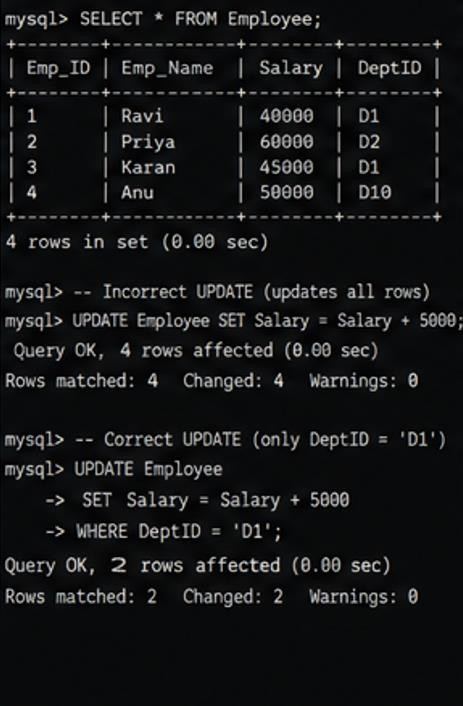 mysql> SELECT * FROM Employee;
+--------+-----------+--------+--------+
| Emp_ID | Emp_Name | Salary | DeptID |
+--------+-----------+--------+--------+
| 1 | Ravi | 40000 | D1 |
| 2 | Priya | 60000 | D2 |
| 3 | Karan | 45000 | D1 |
| 4 | Anu | 50000 | D10 |
+--------+-----------+--------+--------+
4 rows in set (0.00 sec)
mysql> -- Incorrect UPDATE (updates all rows)
mysql> UPDATE Employee SET Salary = Salary + 5000;
Query OK, 4 rows affected (0.00 sec)
Rows matched: 4 Changed: 4 Warnings: 0
mysql> -- Correct UPDATE (only DeptID = 'D1')
mysql> UPDATE Employee
-> SET Salary = Salary + 5000
-> WHERE DeptID = 'D1';
Query OK, 2 rows affected (0.00 sec)
Rows matched: 2 Changed: 2 Warnings: 0